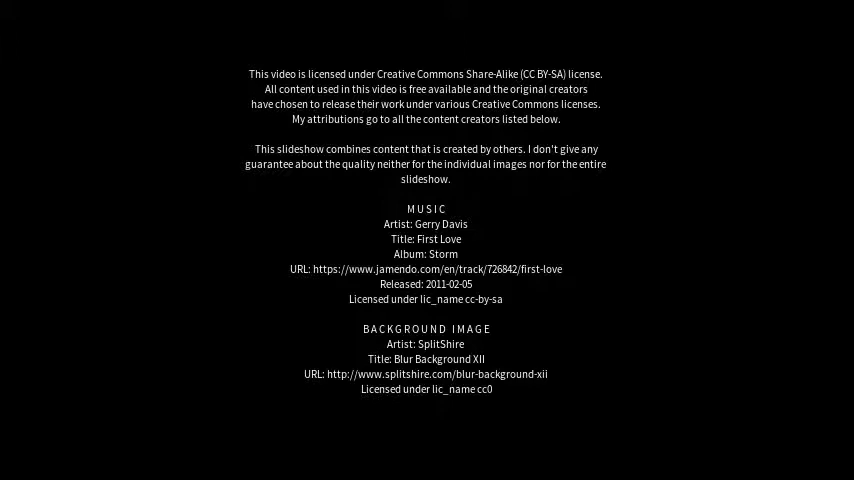 This video is licensed under Creative Commons Share-Alike (CC BY-SA) license.
All content used in this video is free available and the original creators
have chosen to release their work under various Creative Commons licenses.
My attributions go to all the content creators listed below.
This slideshow combines content that is created by others. I don't give any
guarantee about the quality neither for the individual images nor for the entire
slideshow.
MUSIC
Artist: Gerry Davis
Title: First Love
Album: Storm
URL: https://www.jamendo.com/en/track/726842/first-love
Released: 2011-02-05
Licensed under lic_name cc-by-sa
BACKGROUND IMAGE
Artist: SplitShire
Title: Blur Background XII
URL: http://www.splitshire.com/blur-background-xii
Licensed under lic_name cc0